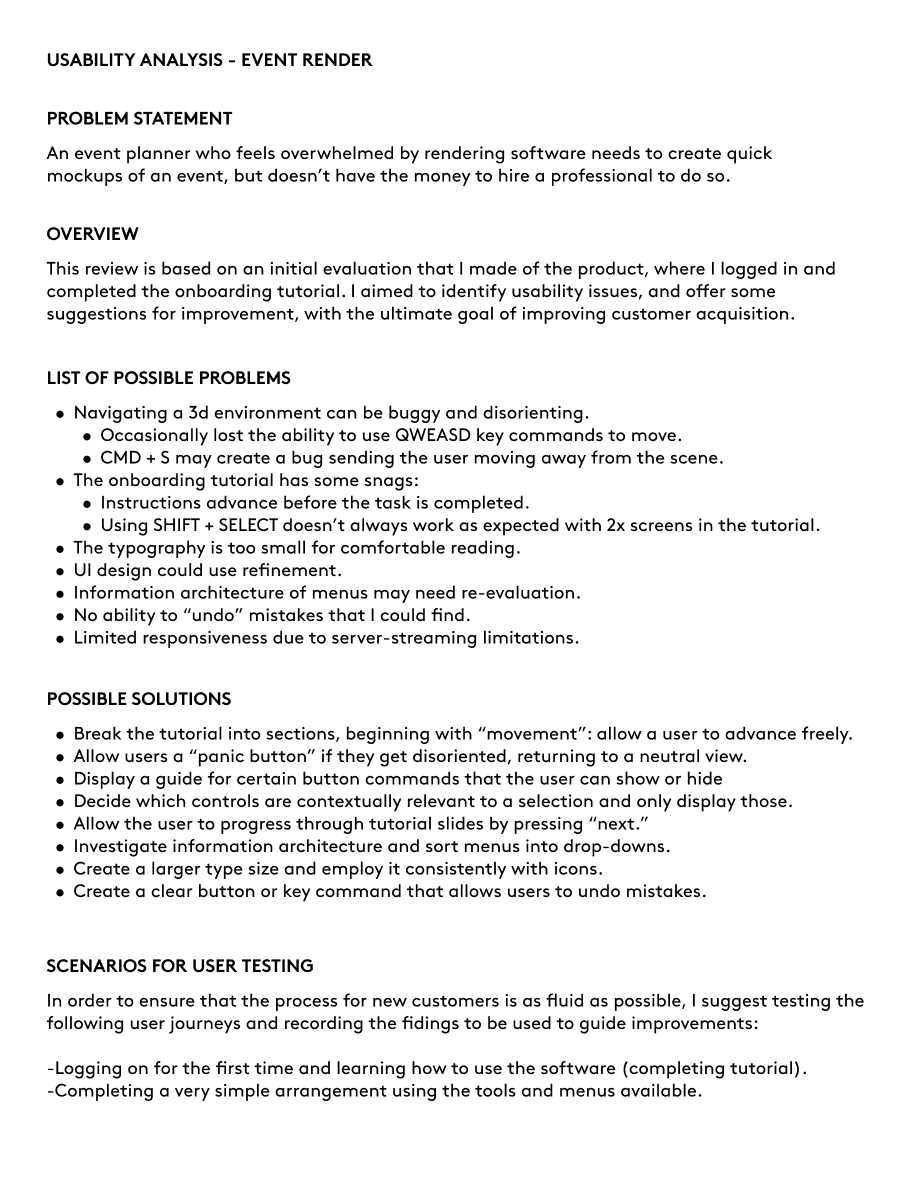 USABILITY ANALYSIS - EVENT RENDER
PROBLEM STATEMENT
An event planner who feels overwhelmed by rendering software needs to create quick
mockups of an event, but doesn’t have the money to hire a professional to do so.
OVERVIEW
This review is based on an initial evaluation that I made of the product, where I logged in and
completed the onboarding tutorial. I aimed to identify usability issues, and offer some
suggestions for improvement, with the ultimate goal of improving customer acquisition.
LIST OF POSSIBLE PROBLEMS
● Navigating a 3d environment can be buggy and disorienting.
● Occasionally lost the ability to use QWEASD key commands to move.
● CMD + S may create a bug sending the user moving away from the scene.
● The onboarding tutorial has some snags:
● Instructions advance before the task is completed.
● Using SHIFT + SELECT doesn’t always work as expected with 2x screens in the tutorial.
● The typography is too small for comfortable reading.
● UI design could use refinement.
● Information architecture of menus may need re-evaluation.
● No ability to “undo” mistakes that I could find.
● Limited responsiveness due to server-streaming limitations.
POSSIBLE SOLUTIONS
● Break the tutorial into sections, beginning with “movement”: allow a user to advance freely.
● Allow users a “panic button” if they get disoriented, returning to a neutral view.
● Display a guide for certain button commands that the user can show or hide
● Decide which controls are contextually relevant to a selection and only display those.
● Allow the user to progress through tutorial slides by pressing “next.”
● Investigate information architecture and sort menus into drop-downs.
● Create a larger type size and employ it consistently with icons.
● Create a clear button or key command that allows users to undo mistakes.
SCENARIOS FOR USER TESTING
In order to ensure that the process for new customers is as fluid as possible, I suggest testing the
following user journeys and recording the fidings to be used to guide improvements:
-Logging on for the first time and learning how to use the software (completing tutorial).
-Completing a very simple arrangement using the tools and menus available.